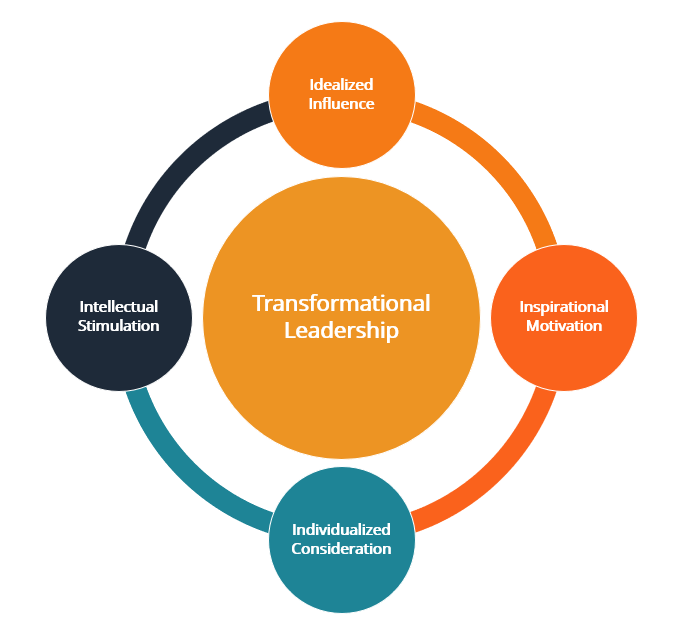 Idealized
Influence
Transformational
Leadership
Intellectual
Stimulation
Inspirational
Motivation
Individualized
Consideration